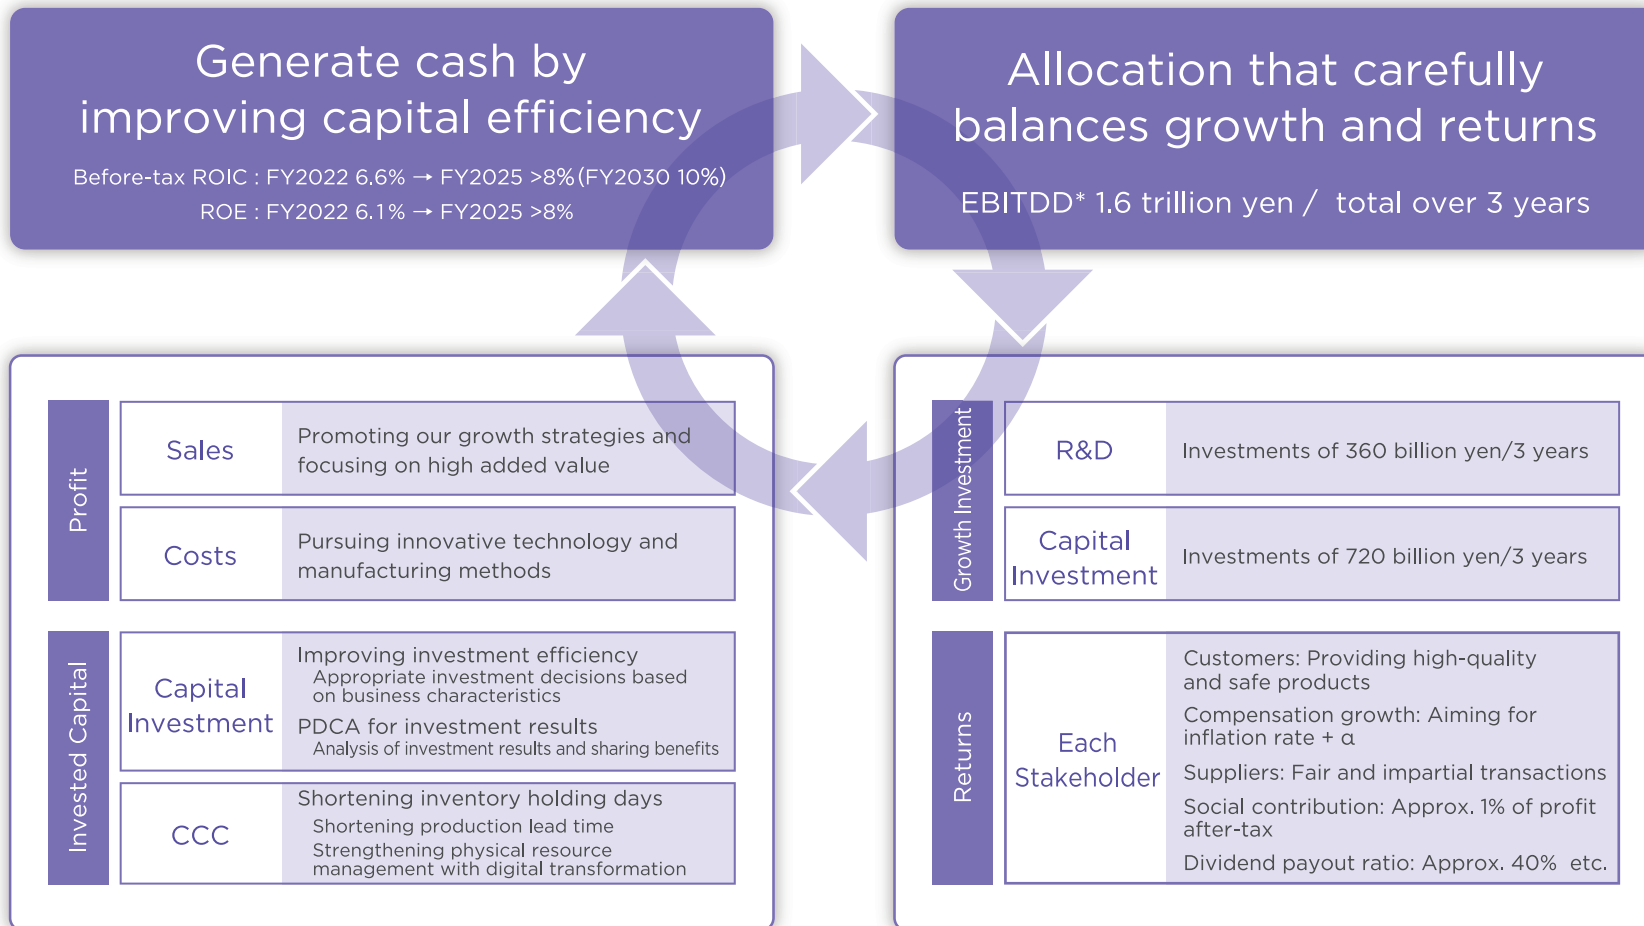 Generate cash by
improving capital efficiency
Before-tax ROIC : FY2022 6.6% → FY2025 >8% (FY2030 10%)
ROE : FY2022 6.1% → FY2025 >8%
Allocation that carefully
balances growth and returns
EBITDD* 1.6 trillion yen / total over 3 years
Profit
Sales
Promoting our growth strategies and
focusing on high added value
Costs
Pursuing innovative technology and
manufacturing methods
Invested Capital
Capital
Investment
Improving investment efficiency
Appropriate investment decisions based
on business characteristics
PDCA for investment results
Analysis of investment results and sharing benefits
CCC
Shortening inventory holding days
Shortening production lead time
Strengthening physical resource
management with digital transformation
Growth Investment
R&D
Investments of 360 billion yen/3 years
Capital
Investment
Investments of 720 billion yen/3 years
Returns
Each
Stakeholder
Customers: Providing high-quality
and safe products
Compensation growth: Aiming for
inflation rate + α
Suppliers: Fair and impartial transactions
Social contribution: Approx. 1% of profit
after-tax
Dividend payout ratio: Approx. 40% etc.